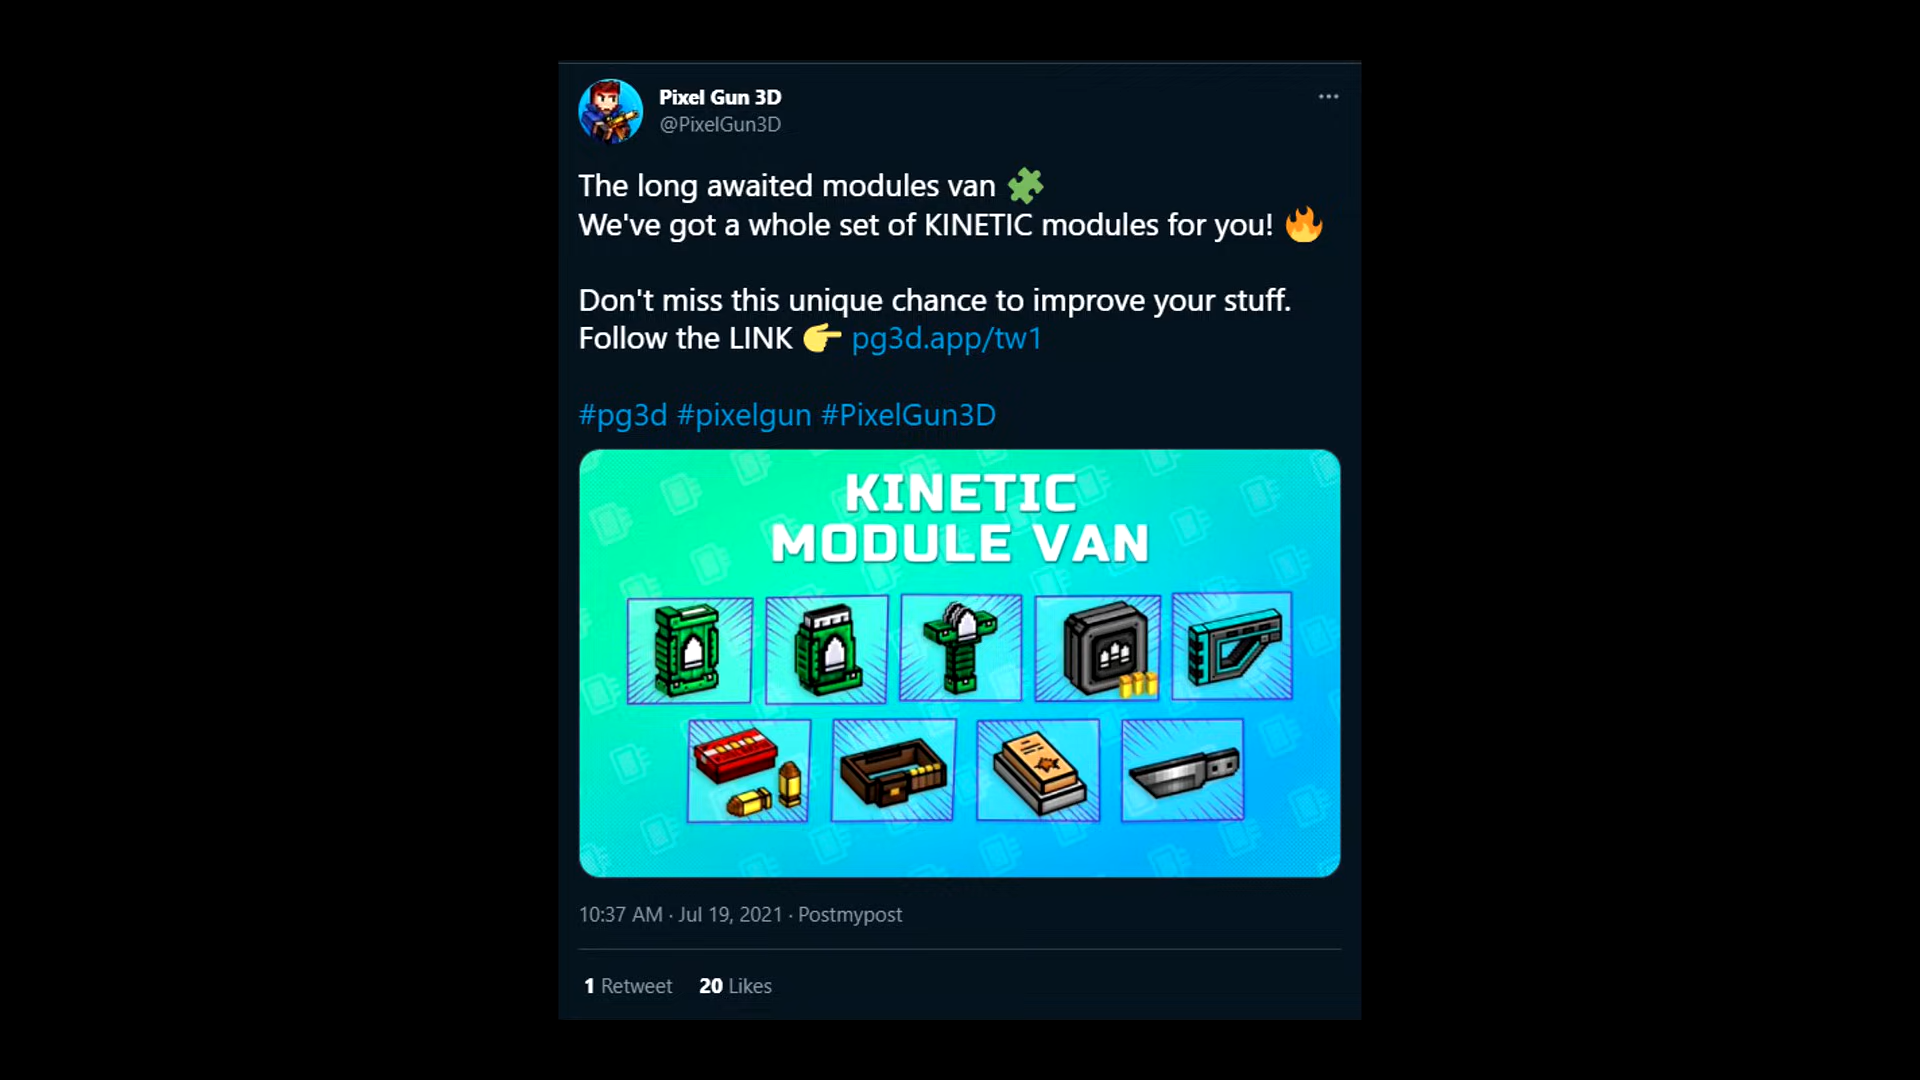 Pixel Gun 3D
@PixelGun3D
The long awaited modules van 🧩
We've got a whole set of KINETIC modules for you! 🔥
Don't miss this unique chance to improve your stuff.
Follow the LINK 👉 pg3d.app/tw1
#pg3d #pixelgun #PixelGun3D
KINETIC
MODULE VAN
10:37 AM · Jul 19, 2021 · Postmypost
1 Retweet 20 Likes